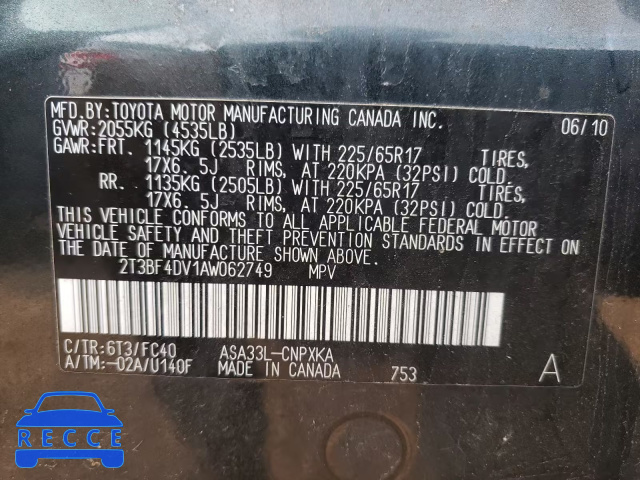 MFD.BY:TOYOTA MOTOR MANUFACTURING CANADA INC. 06/10
GVWR:2055KG (4535LB)
GAWR:FRT. 1145KG (2535LB) WITH 225/65R17 TIRES,
17X6. 5J RIMS, AT 220KPA (32PSI) COLD.
RR. 1135KG (2505LB) WITH 225/65R17 TIRES,
17X6. 5J RIMS, AT 220KPA (32PSI) COLD.
THIS VEHICLE CONFORMS TO ALL APPLICABLE FEDERAL MOTOR
VEHICLE SAFETY AND THEFT PREVENTION STANDARDS IN EFFECT ON
THE DATE OF MANUFACTURE SHOWN ABOVE.
2T3BF4DV1AW062749 MPV
C/TR:6T3/FC40 ASA33L-CNPXKA
A/TM:-02A/U140F MADE IN CANADA 753 A
RECCE